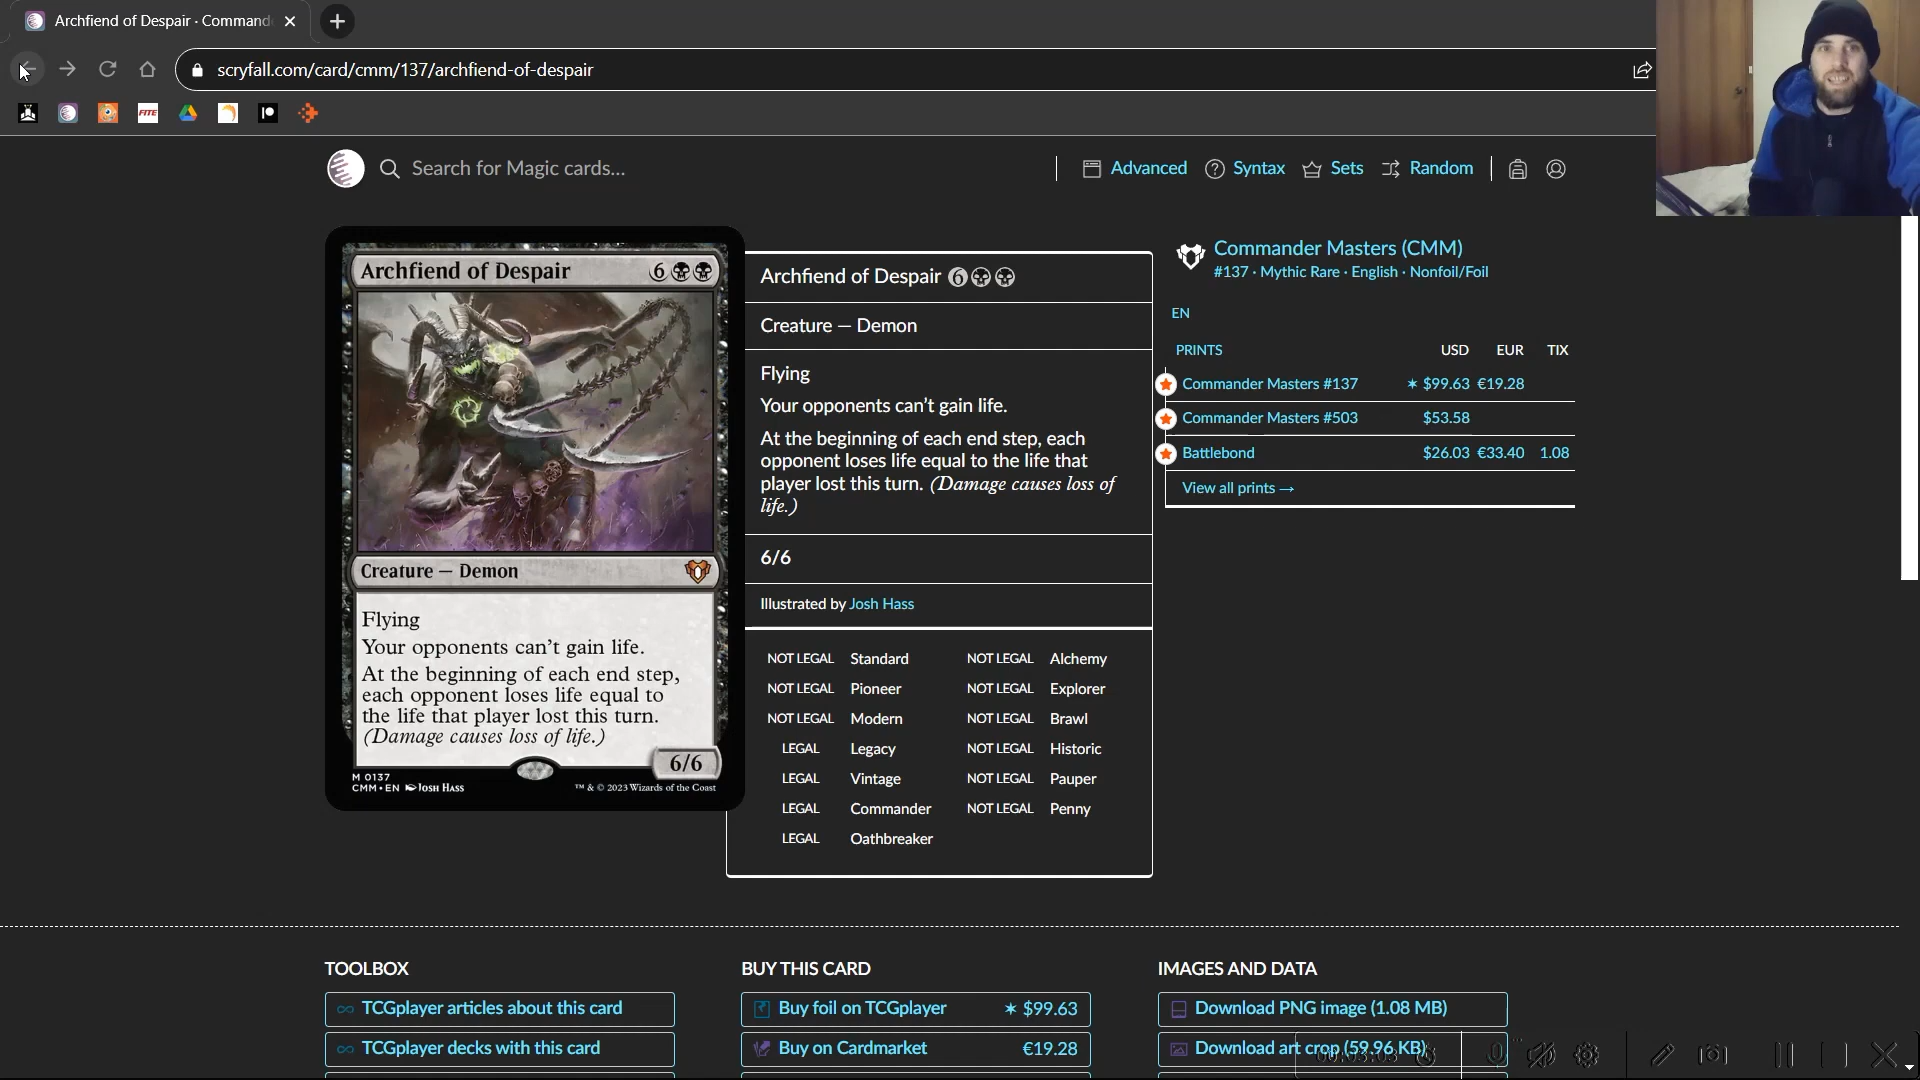 Archfiend of Despair · Command
scryfall.com/card/cmm/137/archfiend-of-despair
FITE
Search for Magic cards...
Advanced
Syntax
Sets
Random
Archfiend of Despair 6
Creature — Demon
Flying
Your opponents can't gain life.
At the beginning of each end step,
each opponent loses life equal to
the life that player lost this turn.
(Damage causes loss of life.)
6/6
M 0137
CMM • EN Josh Hass
™ & © 2023 Wizards of the Coast
Archfiend of Despair 6
Creature — Demon
Flying
Your opponents can't gain life.
At the beginning of each end step, each
opponent loses life equal to the life that
player lost this turn. (Damage causes loss of
life.)
6/6
Illustrated by Josh Hass
NOT LEGAL Standard NOT LEGAL Alchemy
NOT LEGAL Pioneer NOT LEGAL Explorer
NOT LEGAL Modern NOT LEGAL Brawl
LEGAL Legacy NOT LEGAL Historic
LEGAL Vintage NOT LEGAL Pauper
LEGAL Commander NOT LEGAL Penny
LEGAL Oathbreaker
Commander Masters (CMM)
#137 · Mythic Rare · English · Nonfoil/Foil
EN
PRINTS USD EUR TIX
Commander Masters #137 $99.63 €19.28
Commander Masters #503 $53.58
Battlebond $26.03 €33.40 1.08
View all prints →
TOOLBOX
TCGplayer articles about this card
TCGplayer decks with this card
BUY THIS CARD
Buy foil on TCGplayer $99.63
Buy on Cardmarket €19.28
IMAGES AND DATA
Download PNG image (1.08 MB)
Download art crop (59.96 KB)